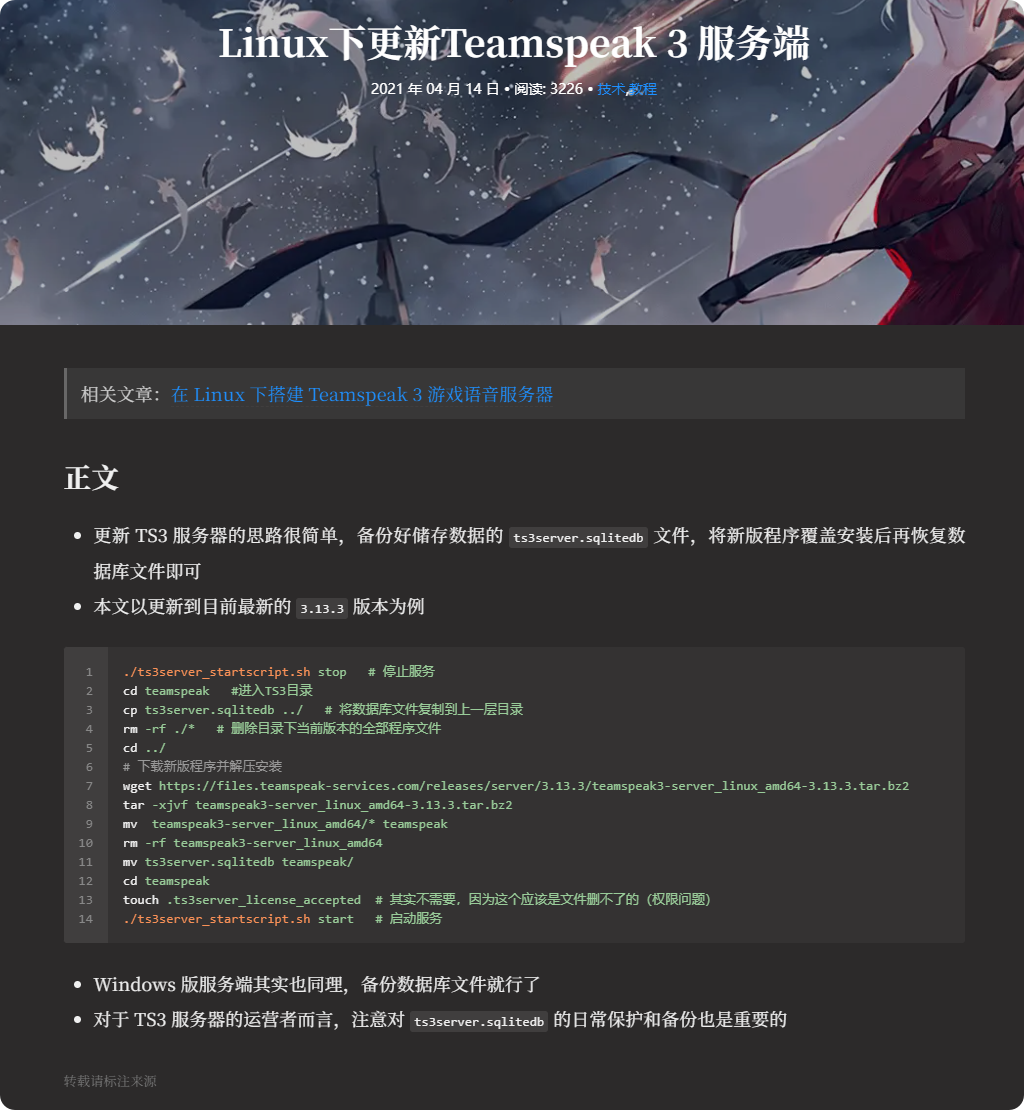 Linux下更新Teamspeak 3 服务端
2021 年 04 月 14 日 • 阅读: 3226 • 技术,教程
相关文章：在 Linux 下搭建 Teamspeak 3 游戏语音服务器
正文
• 更新 TS3 服务器的思路很简单，备份好储存数据的 ts3server.sqlitedb 文件，将新版程序覆盖安装后再恢复数
据库文件即可
• 本文以更新到目前最新的 3.13.3 版本为例
1 ./ts3server_startscript.sh stop   # 停止服务
2 cd teamspeak   #进入TS3目录
3 cp ts3server.sqlitedb ../   # 将数据库文件复制到上一层目录
4 rm -rf ./*   # 删除目录下当前版本的全部程序文件
5 cd ../
6 # 下载新版程序并解压安装
7 wget https://files.teamspeak-services.com/releases/server/3.13.3/teamspeak3-server_linux_amd64-3.13.3.tar.bz2
8 tar -xjvf teamspeak3-server_linux_amd64-3.13.3.tar.bz2
9 mv  teamspeak3-server_linux_amd64/* teamspeak
10 rm -rf teamspeak3-server_linux_amd64
11 mv ts3server.sqlitedb teamspeak/
12 cd teamspeak
13 touch .ts3server_license_accepted  # 其实不需要，因为这个应该是文件删不了的（权限问题）
14 ./ts3server_startscript.sh start   # 启动服务
• Windows 版服务端其实也同理，备份数据库文件就行了
• 对于 TS3 服务器的运营者而言，注意对 ts3server.sqlitedb 的日常保护和备份也是重要的
转载请标注来源